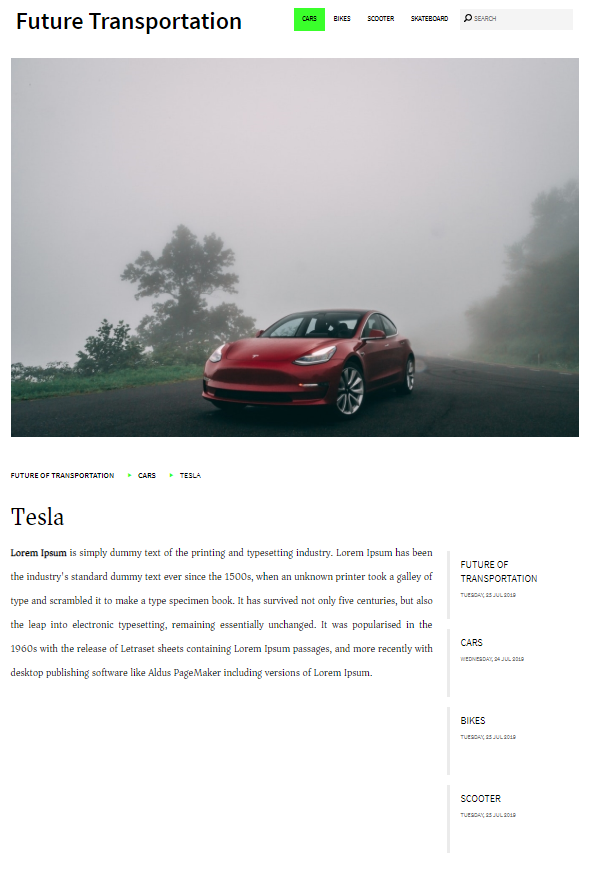 Future Transportation
CARS BIKES SCOOTER SKATEBOARD SEARCH
FUTURE OF TRANSPORTATION CARS TESLA
Tesla
Lorem Ipsum is simply dummy text of the printing and typesetting industry. Lorem Ipsum has been
the industry's standard dummy text ever since the 1500s, when an unknown printer took a galley of
type and scrambled it to make a type specimen book. It has survived not only five centuries, but also
the leap into electronic typesetting, remaining essentially unchanged. It was popularised in the
1960s with the release of Letraset sheets containing Lorem Ipsum passages, and more recently with
desktop publishing software like Aldus PageMaker including versions of Lorem Ipsum.
FUTURE OF
TRANSPORTATION
TUESDAY, 23 JUL 2019
CARS
WEDNESDAY, 24 JUL 2019
BIKES
TUESDAY, 23 JUL 2019
SCOOTER
TUESDAY, 23 JUL 2019